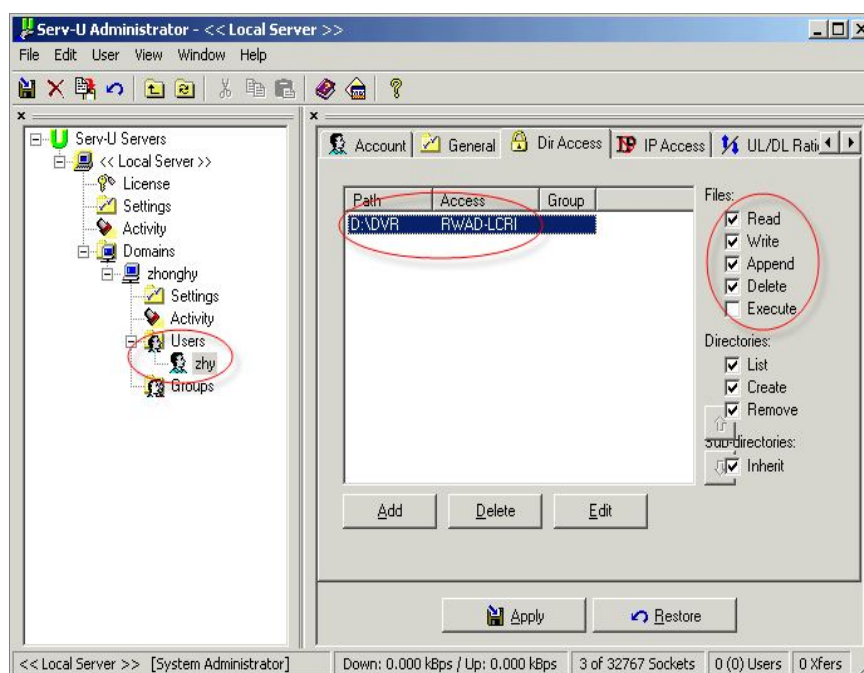 Serv-U Administrator - << Local Server >>
File Edit User View Window Help
Serv-U Servers
<< Local Server >>
License
Settings
Activity
Domains
zhonghy
Settings
Activity
Users
zhy
Groups
Account General Dir Access IP Access UL/DL Rati
Path Access Group
D:\DVR RWAD-LCRI
Files:
Read
Write
Append
Delete
Execute
Directories:
List
Create
Remove
Sub-directories:
Inherit
Add Delete Edit
Apply Restore
<< Local Server >> [System Administrator] Down: 0.000 kBps / Up: 0.000 kBps 3 of 32767 Sockets 0 (0) Users 0 Xfers